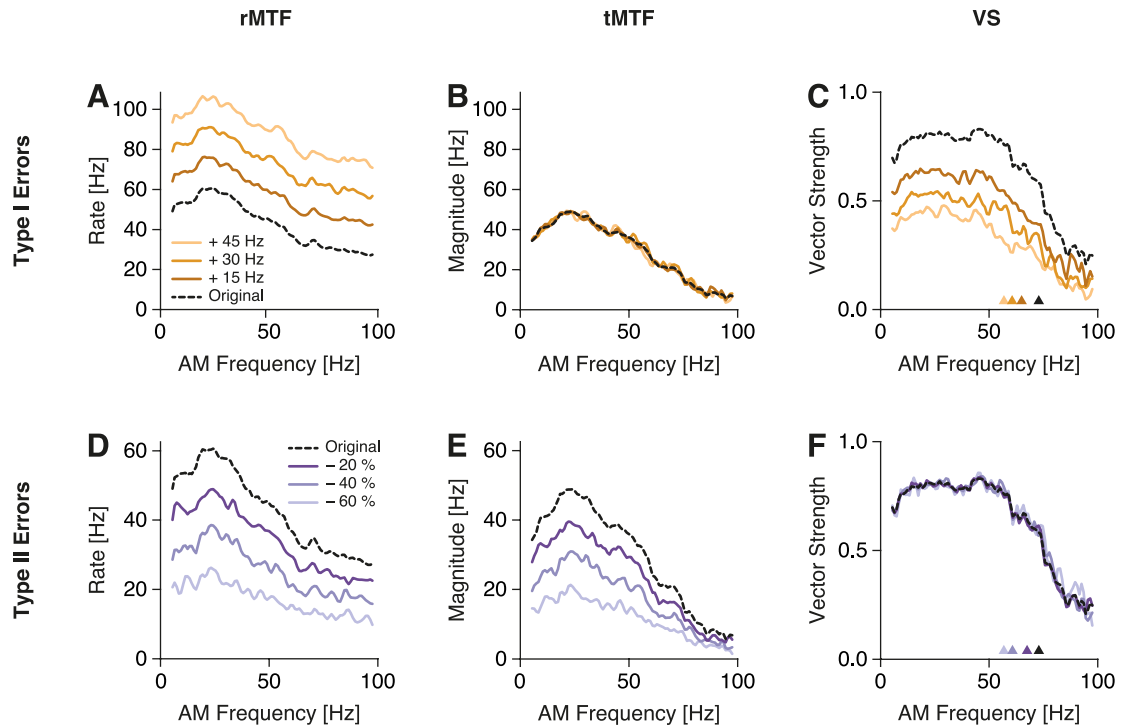 rMTF
tMTF
VS
Type I Errors
A
Rate [Hz]
100
80
60
40
20
0
+ 45 Hz
+ 30 Hz
+ 15 Hz
Original
0
50
100
AM Frequency [Hz]
B
Magnitude [Hz]
100
80
60
40
20
0
0
50
100
AM Frequency [Hz]
C
Vector Strength
1.0
0.5
0.0
0
50
100
AM Frequency [Hz]
Type II Errors
D
Rate [Hz]
60
40
20
0
Original
– 20 %
– 40 %
– 60 %
0
50
100
AM Frequency [Hz]
E
Magnitude [Hz]
60
40
20
0
0
50
100
AM Frequency [Hz]
F
Vector Strength
1.0
0.5
0.0
0
50
100
AM Frequency [Hz]